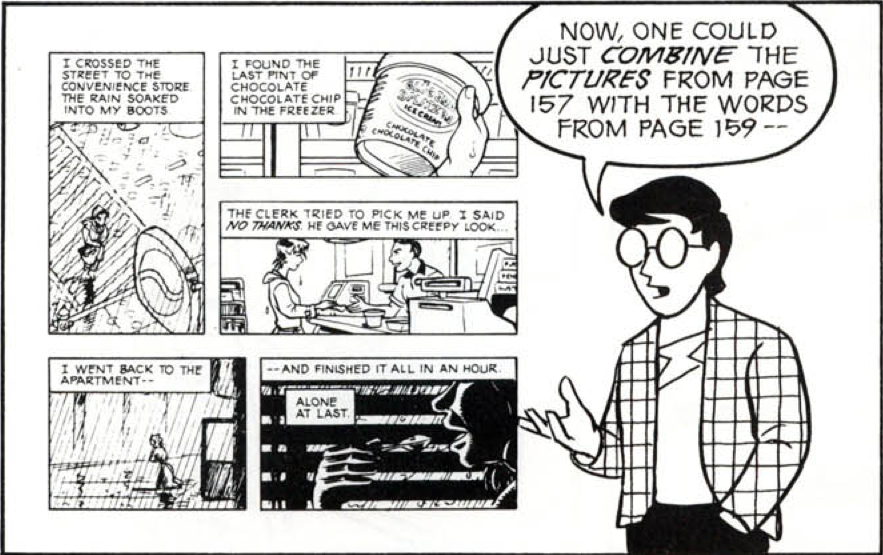 I CROSSED THE
STREET TO THE
CONVENIENCE STORE.
THE RAIN SOAKED
INTO MY BOOTS.
I FOUND THE
LAST PINT OF
CHOCOLATE
CHOCOLATE CHIP
IN THE FREEZER
ICE CREAM
CHOCOLATE
CHOCOLATE CHIP
THE CLERK TRIED TO PICK ME UP. I SAID
NO THANKS. HE GAVE ME THIS CREEPY LOOK...
I WENT BACK TO THE
APARTMENT--
--AND FINISHED IT ALL IN AN HOUR.
ALONE
AT LAST.
NOW, ONE COULD
JUST COMBINE THE
PICTURES FROM PAGE
157 WITH THE WORDS
FROM PAGE 159 --